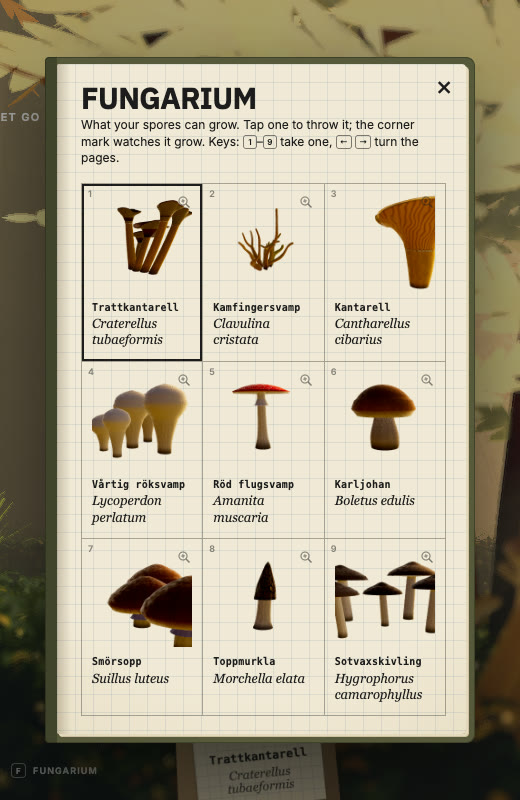 ET GO
FUNGARIUM
What your spores can grow. Tap one to throw it; the corner
mark watches it grow. Keys: 1–9 take one, ← → turn the
pages.
1
Trattkantarell
Craterellus
tubaeformis
2
Kamfingersvamp
Clavulina
cristata
3
Kantarell
Cantharellus
cibarius
4
Vårtig röksvamp
Lycoperdon
perlatum
5
Röd flugsvamp
Amanita
muscaria
6
Karljohan
Boletus edulis
7
Smörsopp
Suillus luteus
8
Toppmurkla
Morchella elata
9
Sotvaxskivling
Hygrophorus
camarophyllus
Trattkantarell
Craterellus
tubaeformis
F FUNGARIUM